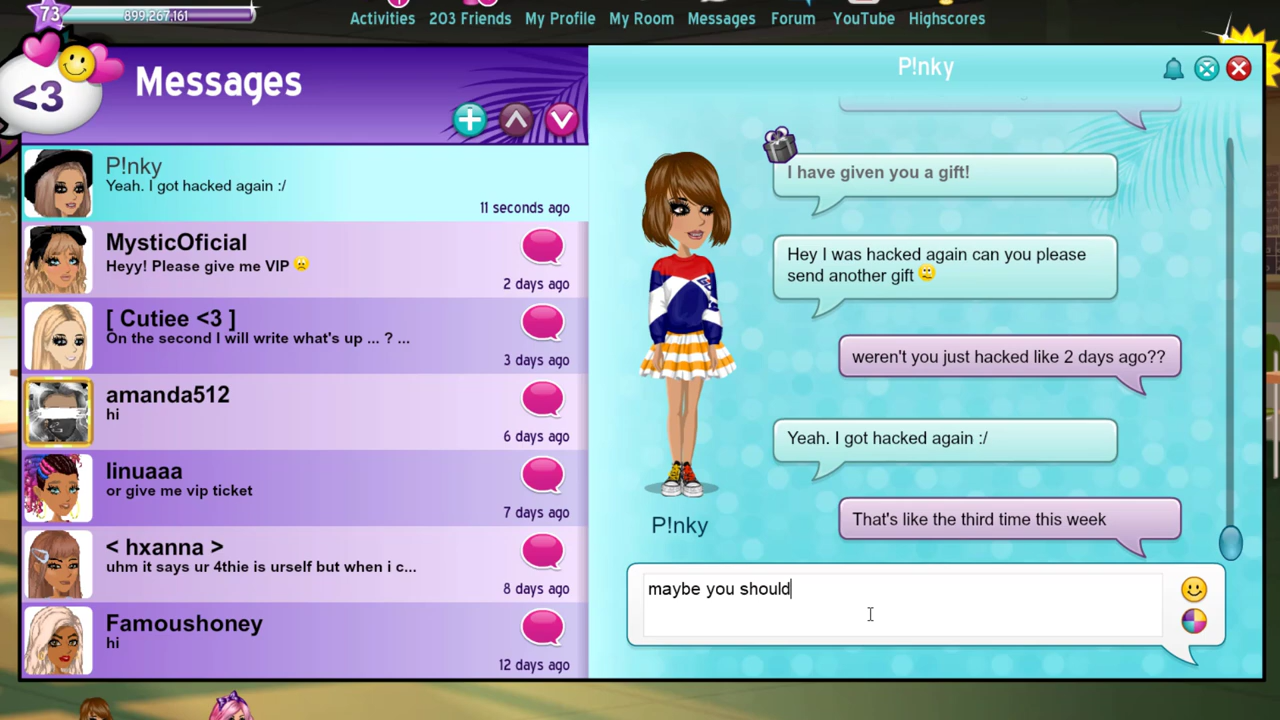 73
899,267,161
Activities 203 Friends My Profile My Room Messages Forum YouTube Highscores
<3
Messages
P!nky
Yeah. I got hacked again :/
11 seconds ago
MysticOficial
Heyy! Please give me VIP
2 days ago
[ Cutiee <3 ]
On the second I will write what's up ... ? ...
3 days ago
amanda512
hi
6 days ago
linuaaa
or give me vip ticket
7 days ago
< hxanna >
uhm it says ur 4thie is urself but when i c...
8 days ago
Famoushoney
hi
12 days ago
P!nky
I have given you a gift!
Hey I was hacked again can you please
send another gift
weren't you just hacked like 2 days ago??
Yeah. I got hacked again :/
That's like the third time this week
P!nky
maybe you should